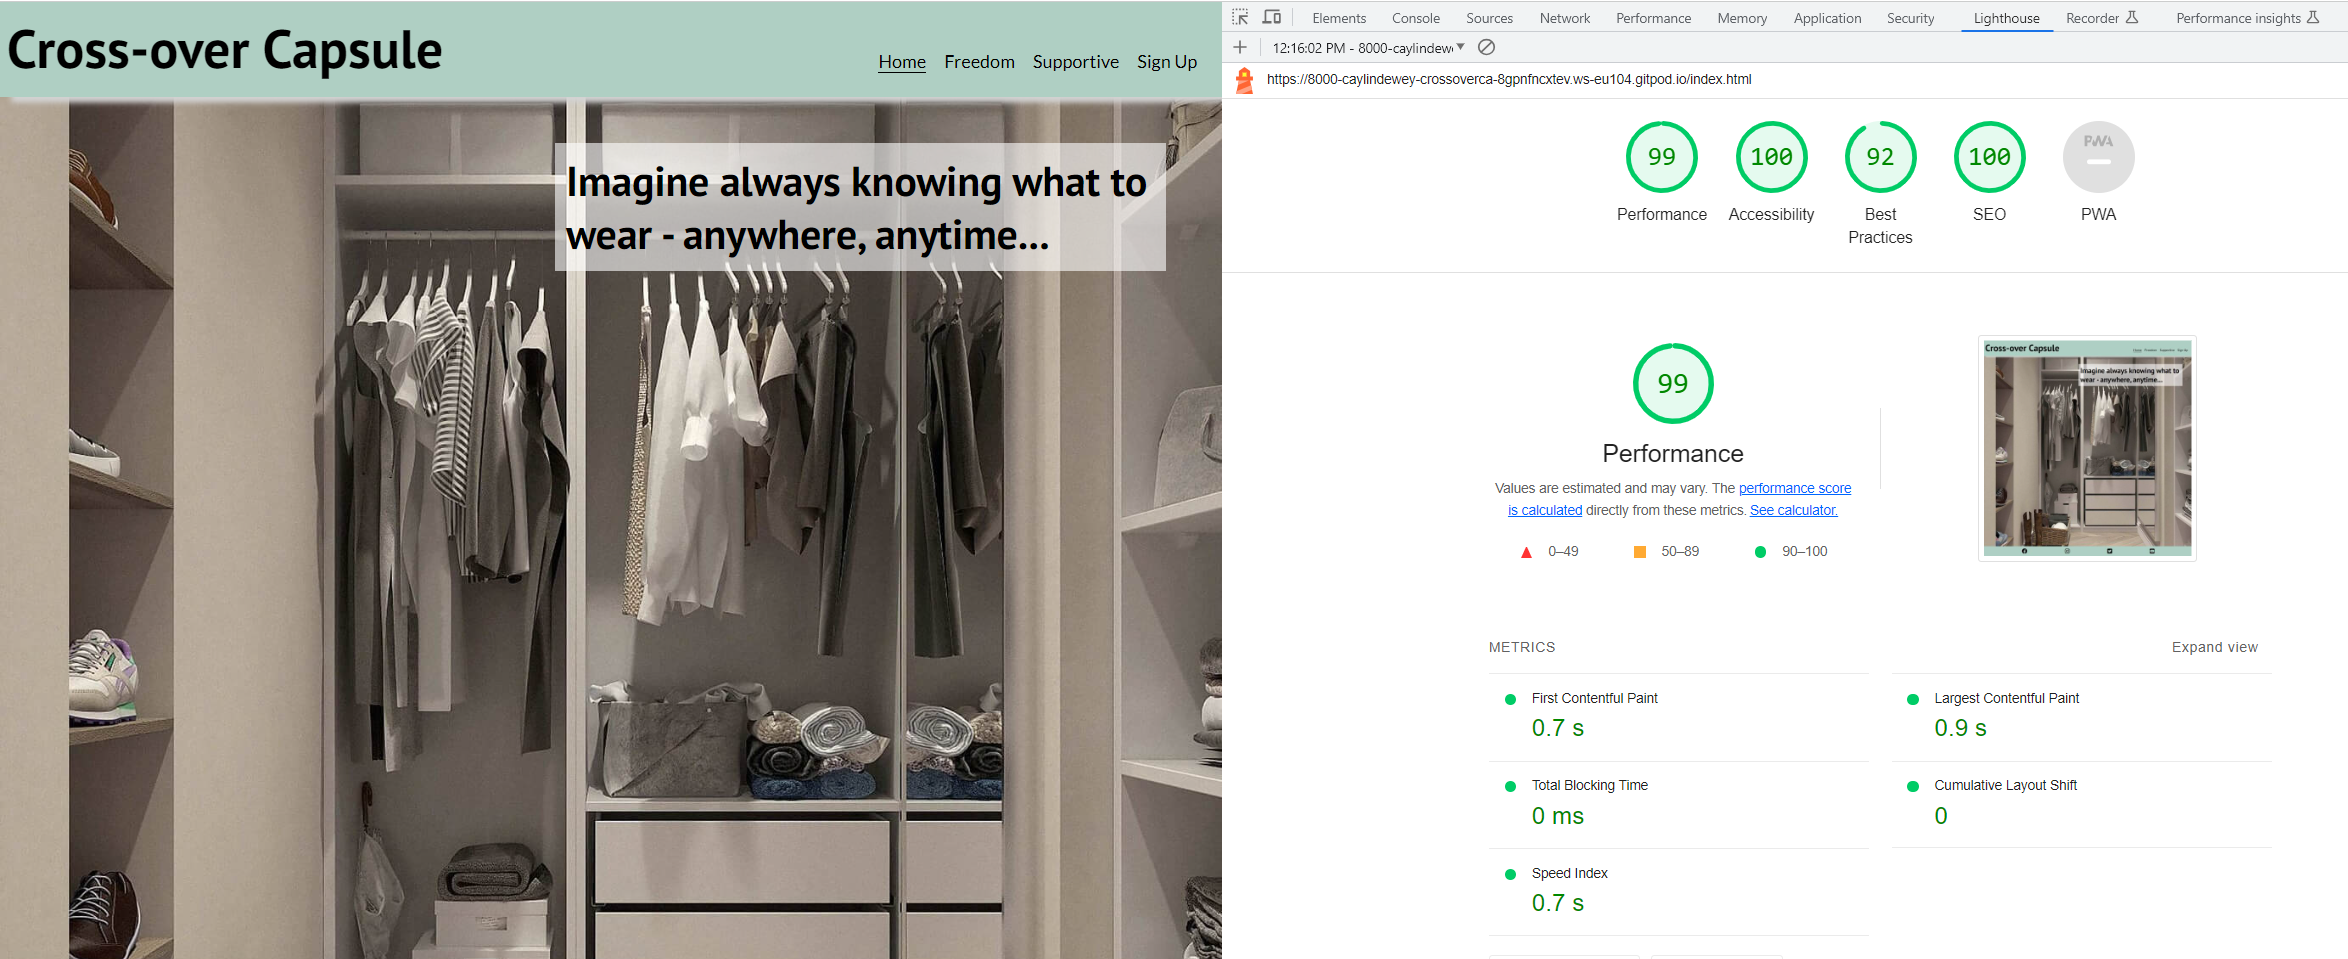 Cross-over Capsule
Home Freedom Supportive Sign Up
Imagine always knowing what to
wear - anywhere, anytime...
Elements Console Sources Network Performance Memory Application Security Lighthouse Recorder Performance insights
12:16:02 PM - 8000-caylindew
https://8000-caylindewey-crossoverca-8gpnfncxtev.ws-eu104.gitpod.io/index.html
99 100 92 100 PWA
Performance Accessibility Best Practices SEO PWA
99
Performance
Values are estimated and may vary. The performance score
is calculated directly from these metrics. See calculator.
0–49 50–89 90–100
Cross-over Capsule
Home Freedom Supportive Sign Up
Imagine always knowing what to
wear - anywhere, anytime...
METRICS Expand view
First Contentful Paint
0.7 s
Largest Contentful Paint
0.9 s
Total Blocking Time
0 ms
Cumulative Layout Shift
0
Speed Index
0.7 s